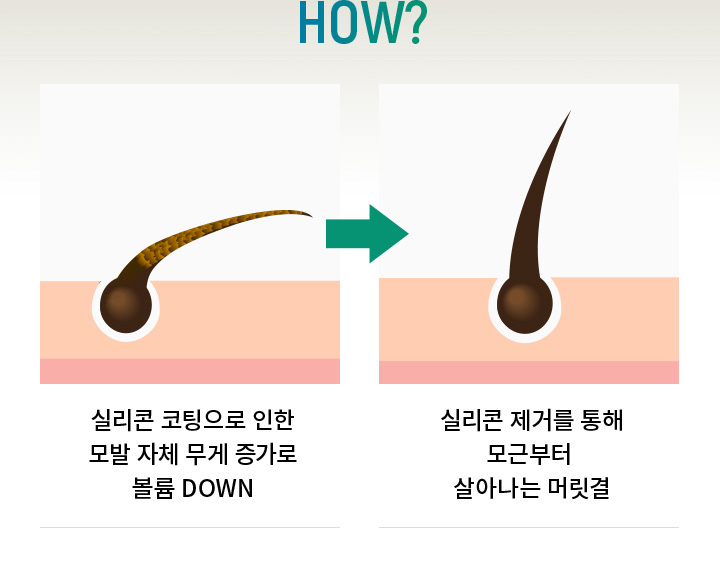 HOW?
실리콘 코팅으로 인한
모발 자체 무게 증가로
볼륨 DOWN
실리콘 제거를 통해
모근부터
살아나는 머릿결